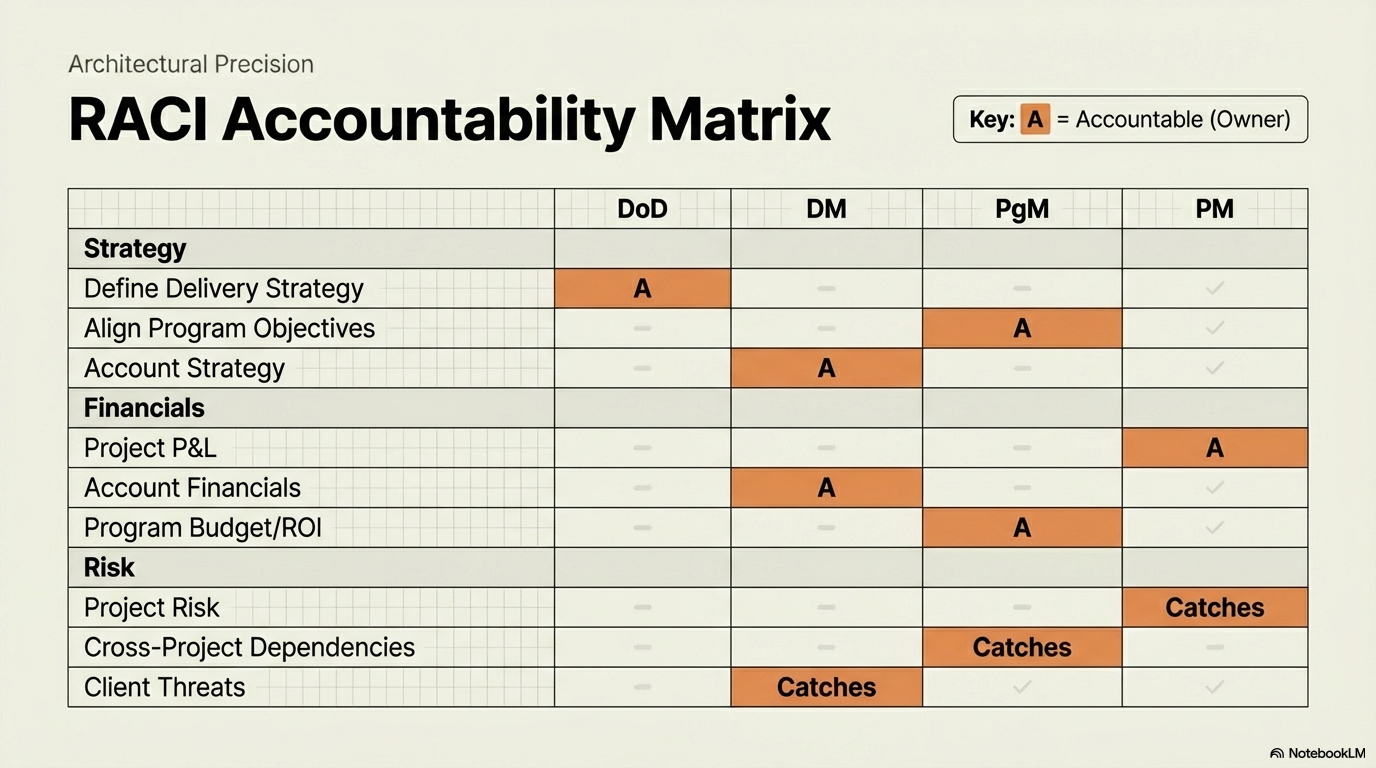 Architectural Precision
RACI Accountability Matrix
Key: A = Accountable (Owner)
DoD DM PgM PM
Strategy
Define Delivery Strategy A – – ✓
Align Program Objectives – – A ✓
Account Strategy – A – ✓
Financials
Project P&L – – – A
Account Financials – A – ✓
Program Budget/ROI – – A ✓
Risk
Project Risk – – – Catches
Cross-Project Dependencies – – Catches –
Client Threats – Catches ✓ ✓
NotebookLM